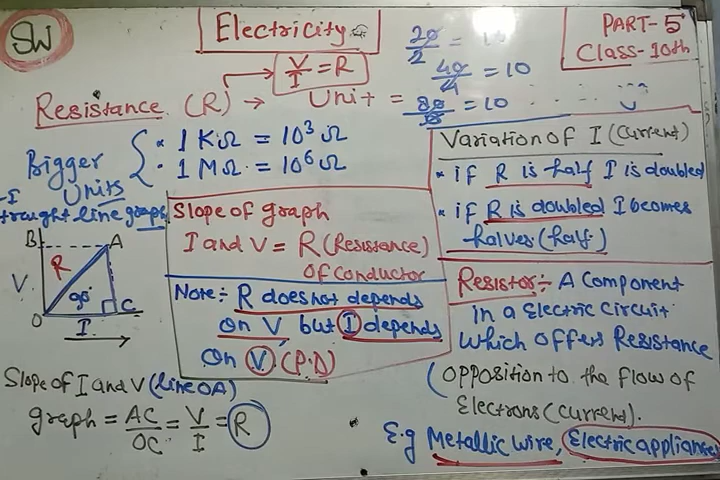 SW
Electricity
PART-5
Class-10th
V/I = R
20/2 =
40/4 = 10
80/8 = 10
Resistance (R) → Unit =
Bigger Units
1 KΩ = 10³ Ω
1 MΩ = 10⁶ Ω
Variation of I (Current)
* if R is half I is doubled
* if R is doubled I becomes
halves (half)
-I
traught line graph
B
A
R
V
90°
O
C
I
Slope of graph
I and V = R (Resistance)
Of Conductor
Note:- R does not depends
on V but I depends
on V (P.D)
Resistor:- A Component
in a Electric Circuit
which offers Resistance
(opposition to the flow of
Electrons (current).
E.g Metallic wire, Electric appliances
Slope of I and V (line OA)
graph = AC/OC = V/I = R